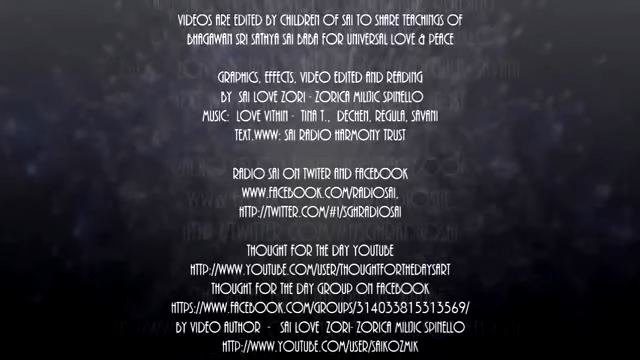 VIDEOS ARE EDITED BY CHILDREN OF SAI TO SHARE TEACHINGS OF
BHAGAWAN SRI SATHYA SAI BABA FOR UNIVERSAL LOVE & PEACE
GRAPHICS, EFFECTS, VIDEO EDITED AND READING
BY SAI LOVE ZORI - ZORICA MILJIC SPINELLO
MUSIC: LOVE VITHIN - TINA T., DECHEN, REGULA, SAVANI
TEXT.WWW: SAI RADIO HARMONY TRUST
RADIO SAI ON TWITER AND FACEBOOK
WWW.FACEBOOK.COM/RADIOSAI,
HTTP://TWITTER.COM/#!/SGHRADIOSAI
THOUGHT FOR THE DAY YOUTUBE
HTTP://WWW.YOUTUBE.COM/USER/THOUGHTFORTHEDAYSART
THOUGHT FOR THE DAY GROUP ON FACEBOOK
HTTPS://WWW.FACEBOOK.COM/GROUPS/314033815313569/
BY VIDEO AUTHOR - SAI LOVE ZORI- ZORICA MILJIC SPINELLO
HTTP://WWW.YOUTUBE.COM/USER/SAIKOZMIK